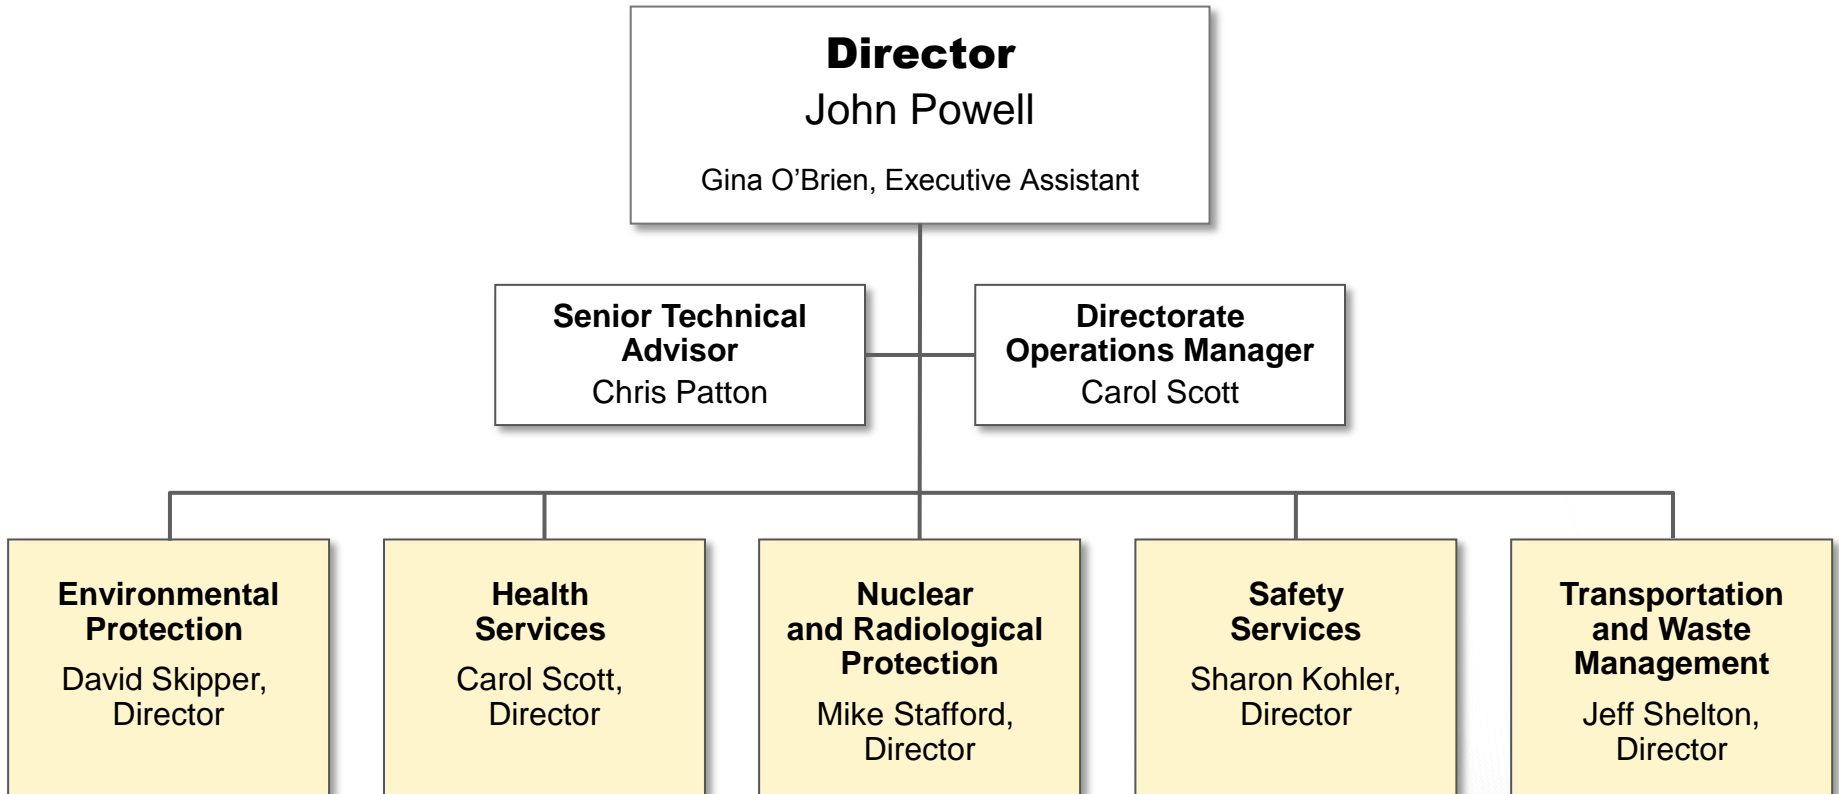 Director
John Powell
Gina O’Brien, Executive Assistant
Senior Technical
Advisor
Chris Patton
Directorate
Operations Manager
Carol Scott
Environmental
Protection
David Skipper,
Director
Health
Services
Carol Scott,
Director
Nuclear
and Radiological
Protection
Mike Stafford,
Director
Safety
Services
Sharon Kohler,
Director
Transportation
and Waste
Management
Jeff Shelton,
Director